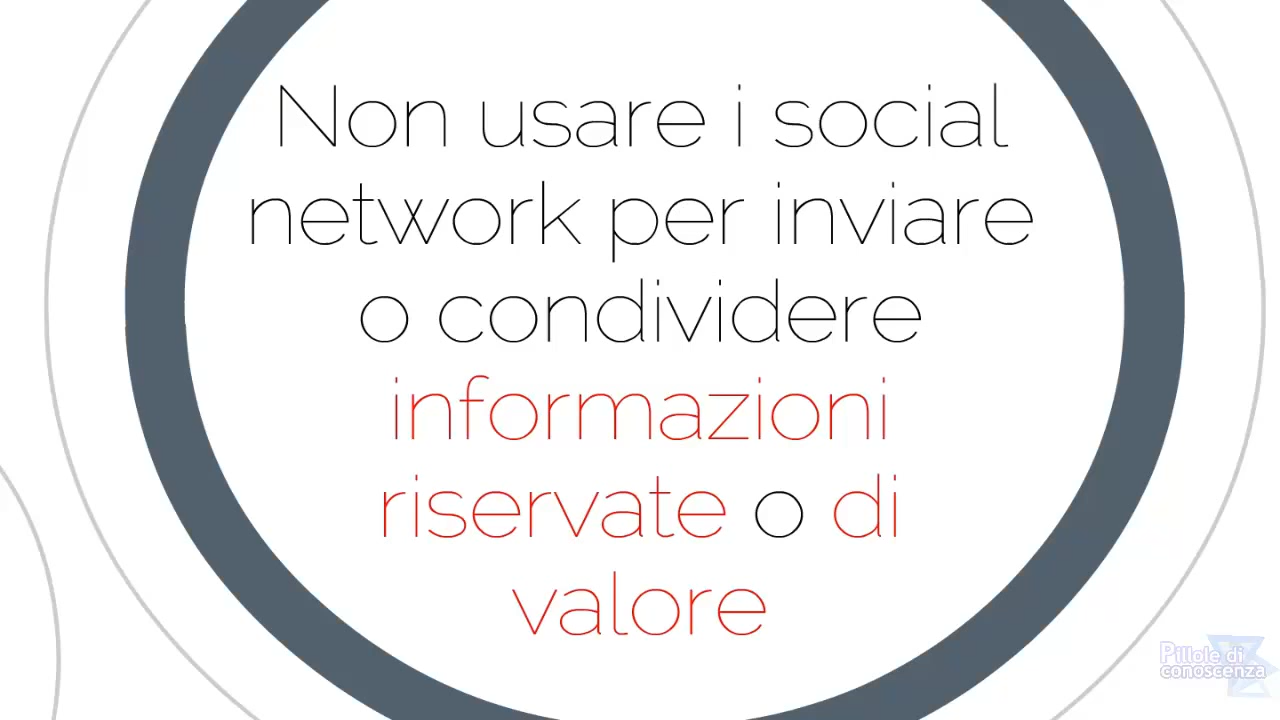 Non usare i social
network per inviare
o condividere
informazioni
riservate o di
valore
Pillole di
conoscenza